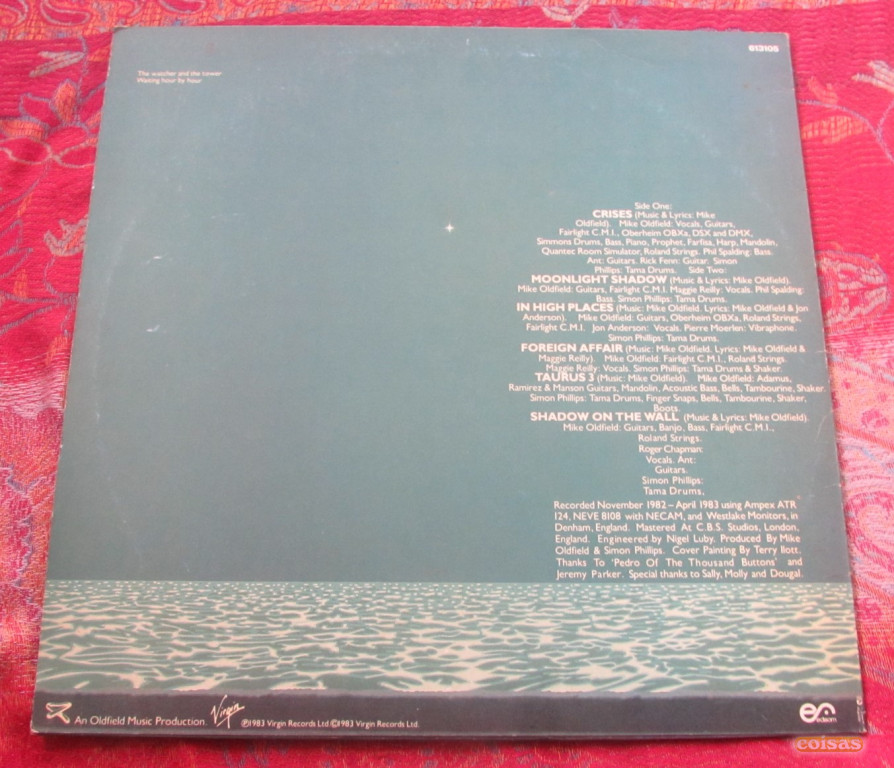 613105
The watcher and the tower
Waiting hour by hour
Side One:
CRISES (Music & Lyrics: Mike
Oldfield). Mike Oldfield: Vocals, Guitars,
Fairlight C.M.I., Oberheim OBXa, DSX and DMX,
Simmons Drums, Bass, Piano, Prophet, Farfisa, Harp, Mandolin,
Quantec Room Simulator, Roland Strings. Phil Spalding: Bass.
Ant: Guitars. Rick Fenn: Guitar. Simon
Phillips: Tama Drums. Side Two:
MOONLIGHT SHADOW (Music & Lyrics: Mike Oldfield).
Mike Oldfield: Guitars, Fairlight C.M.I. Maggie Reilly: Vocals. Phil Spalding:
Bass. Simon Phillips: Tama Drums.
IN HIGH PLACES (Music: Mike Oldfield. Lyrics: Mike Oldfield & Jon
Anderson). Mike Oldfield: Guitars, Oberheim OBXa, Roland Strings,
Fairlight C.M.I. Jon Anderson: Vocals. Pierre Moerlen: Vibraphone.
Simon Phillips: Tama Drums.
FOREIGN AFFAIR (Music: Mike Oldfield. Lyrics: Mike Oldfield &
Maggie Reilly). Mike Oldfield: Fairlight C.M.I., Roland Strings.
Maggie Reilly: Vocals. Simon Phillips: Tama Drums & Shaker.
TAURUS 3 (Music: Mike Oldfield). Mike Oldfield: Adamus,
Ramirez & Manson Guitars, Mandolin, Acoustic Bass, Bells, Tambourine, Shaker.
Simon Phillips: Tama Drums, Finger Snaps, Bells, Tambourine, Shaker,
Boots.
SHADOW ON THE WALL (Music & Lyrics: Mike Oldfield).
Mike Oldfield: Guitars, Banjo, Bass, Fairlight C.M.I.,
Roland Strings.
Roger Chapman:
Vocals. Ant:
Guitars.
Simon Phillips:
Tama Drums.
Recorded November 1982 – April 1983 using Ampex ATR
124, NEVE 8108 with NECAM, and Westlake Monitors, in
Denham, England. Mastered At C.B.S. Studios, London,
England. Engineered by Nigel Luby. Produced By Mike
Oldfield & Simon Phillips. Cover Painting By Terry Ilott.
Thanks To 'Pedro Of The Thousand Buttons' and
Jeremy Parker. Special thanks to Sally, Molly and Dougal.
An Oldfield Music Production. Virgin ℗1983 Virgin Records Ltd ©1983 Virgin Records Ltd.
edisom
coisas